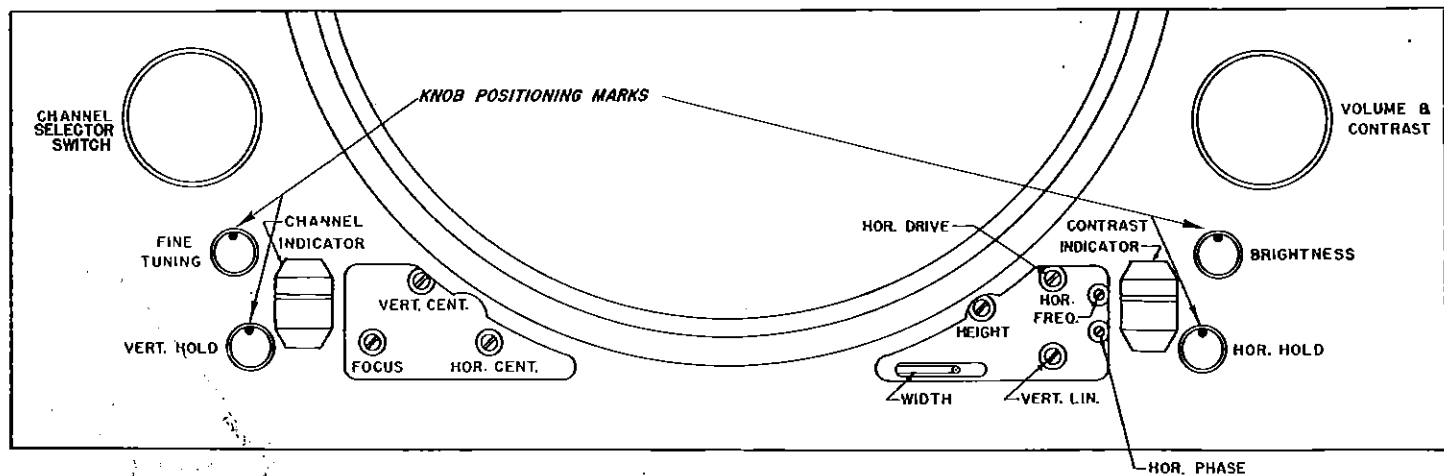 KNOB POSITIONING MARKS
CHANNEL
SELECTOR
SWITCH
VOLUME &
CONTRAST
FINE
TUNING
CHANNEL
INDICATOR
HOR. DRIVE
CONTRAST
INDICATOR
BRIGHTNESS
VERT. CENT.
HOR.
FREQ.
HEIGHT
VERT. HOLD
FOCUS
HOR. CENT.
HOR. HOLD
WIDTH
VERT. LIN.
HOR. PHASE